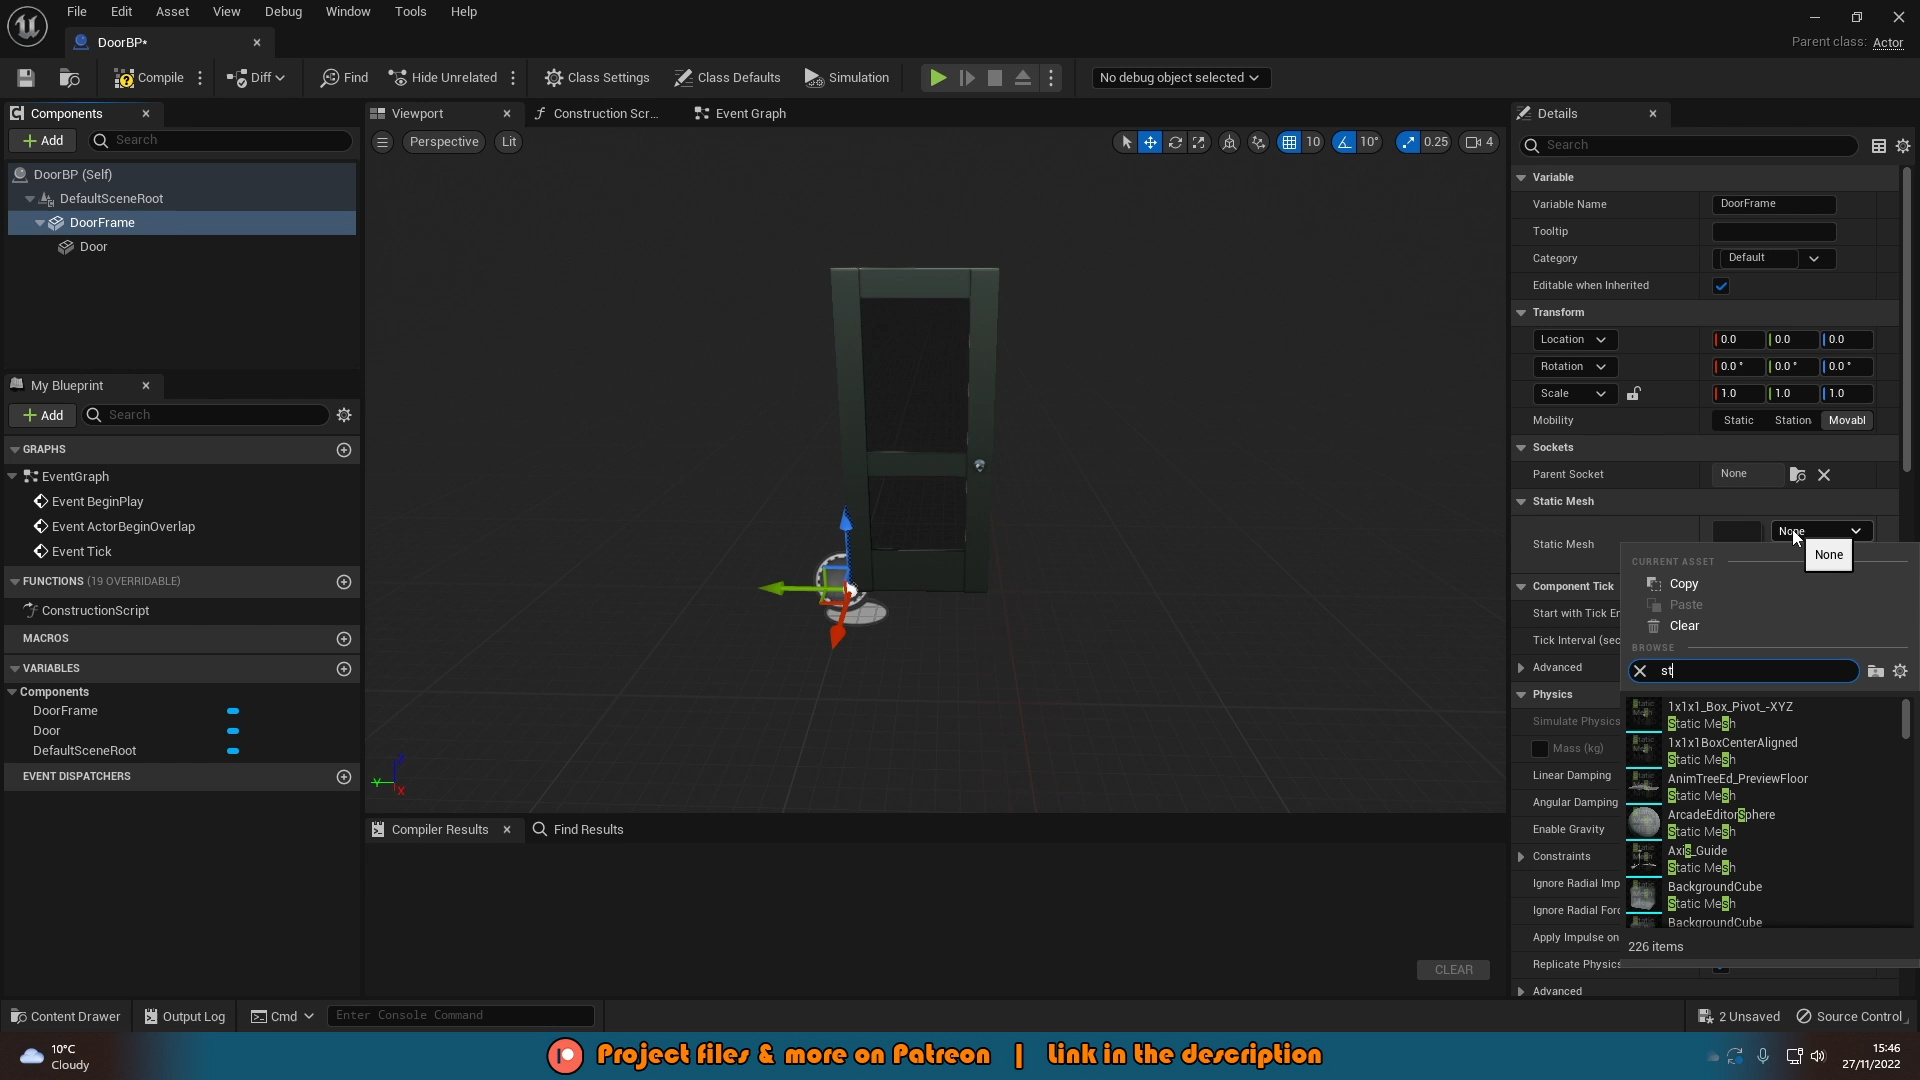 File Edit Asset View Debug Window Tools Help
DoorBP*
Parent class: Actor
Compile Diff Find Hide Unrelated Class Settings Class Defaults Simulation No debug object selected
Components
Add Search
DoorBP (Self)
DefaultSceneRoot
DoorFrame
Door
My Blueprint
Add Search
GRAPHS
EventGraph
Event BeginPlay
Event ActorBeginOverlap
Event Tick
FUNCTIONS (19 OVERRIDABLE)
ConstructionScript
MACROS
VARIABLES
Components
DoorFrame
Door
DefaultSceneRoot
EVENT DISPATCHERS
Viewport Construction Scr... Event Graph
Perspective Lit 10 10° 0.25 4
Z
Y
X
Compiler Results Find Results
CLEAR
Details
Search
Variable
Variable Name DoorFrame
Tooltip
Category Default
Editable when Inherited
Transform
Location 0.0 0.0 0.0
Rotation 0.0 ° 0.0 ° 0.0 °
Scale 1.0 1.0 1.0
Mobility Static Station Movabl
Sockets
Parent Socket None
Static Mesh
Static Mesh None
None
Component Tick
Start with Tick En
Tick Interval (sec
Advanced
Physics
Simulate Physics
Mass (kg)
Linear Damping
Angular Damping
Enable Gravity
Constraints
Ignore Radial Imp
Ignore Radial Forc
Apply Impulse on
Replicate Physics
Advanced
CURRENT ASSET
Copy
Paste
Clear
BROWSE
st
1x1x1_Box_Pivot_-XYZ
Static Mesh
1x1x1BoxCenterAligned
Static Mesh
AnimTreeEd_PreviewFloor
Static Mesh
ArcadeEditorSphere
Static Mesh
Axis_Guide
Static Mesh
BackgroundCube
Static Mesh
BackgroundCube
226 items
Content Drawer Output Log Cmd Enter Console Command 2 Unsaved Source Control
10°C
Cloudy
Project files & more on Patreon | Link in the description
15:46
27/11/2022